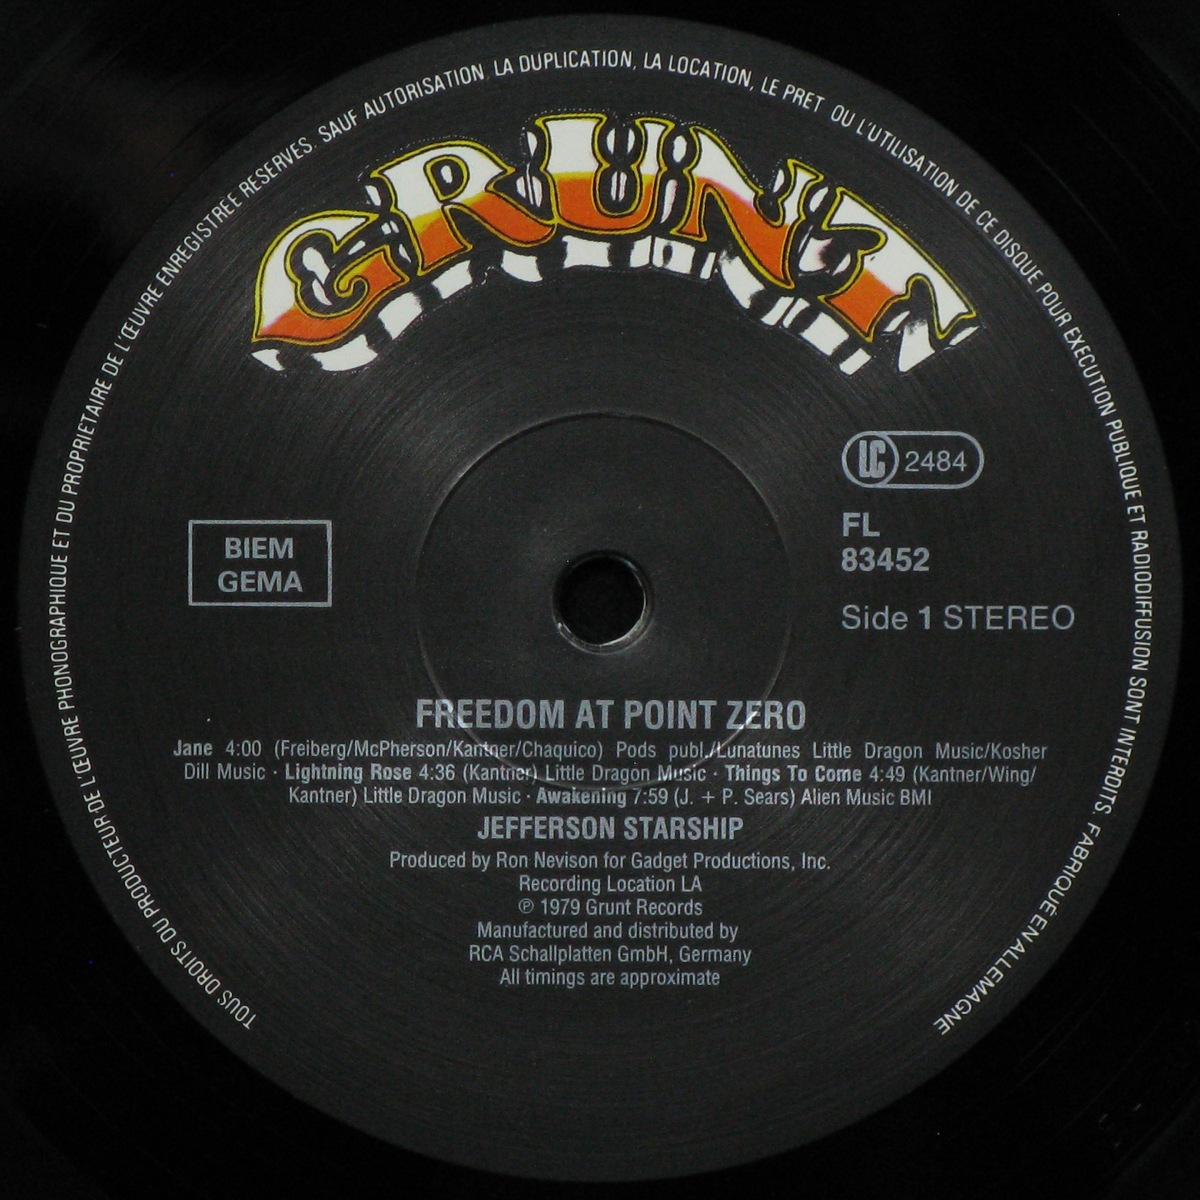 TOUS DROITS DU PRODUCTEUR DE L'ŒUVRE PHONOGRAPHIQUE ET DU PROPRIETAIRE DE L'ŒUVRE ENREGISTREE RESERVES. SAUF AUTORISATION, LA DUPLICATION, LA LOCATION, LE PRET OU L'UTILISATION DE CE DISQUE POUR EXECUTION PUBLIQUE ET RADIODIFFUSION SONT INTERDITS. FABRIQUÉ EN ALLEMAGNE
GRUNT
LC 2484
FL
83452
Side 1 STEREO
BIEM
GEMA
FREEDOM AT POINT ZERO
Jane 4:00 (Freiberg/McPherson/Kantner/Chaquico) Pods publ./Lunatunes Little Dragon Music/Kosher
Dill Music · Lightning Rose 4:36 (Kantner) Little Dragon Music · Things To Come 4:49 (Kantner/Wing/
Kantner) Little Dragon Music · Awakening 7:59 (J. + P. Sears) Alien Music BMI
JEFFERSON STARSHIP
Produced by Ron Nevison for Gadget Productions, Inc.
Recording Location LA
℗ 1979 Grunt Records
Manufactured and distributed by
RCA Schallplatten GmbH, Germany
All timings are approximate